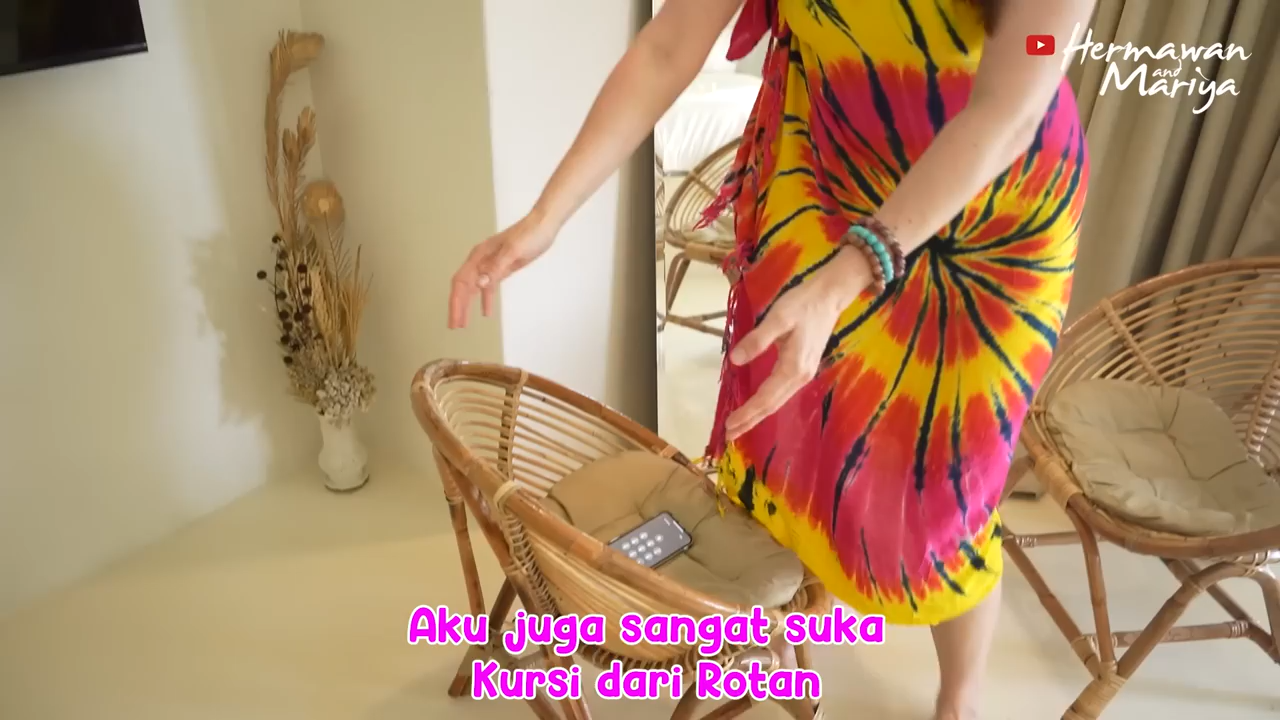 Hermawan
and
Mariya
Aku juga sangat suka
Kursi dari Rotan